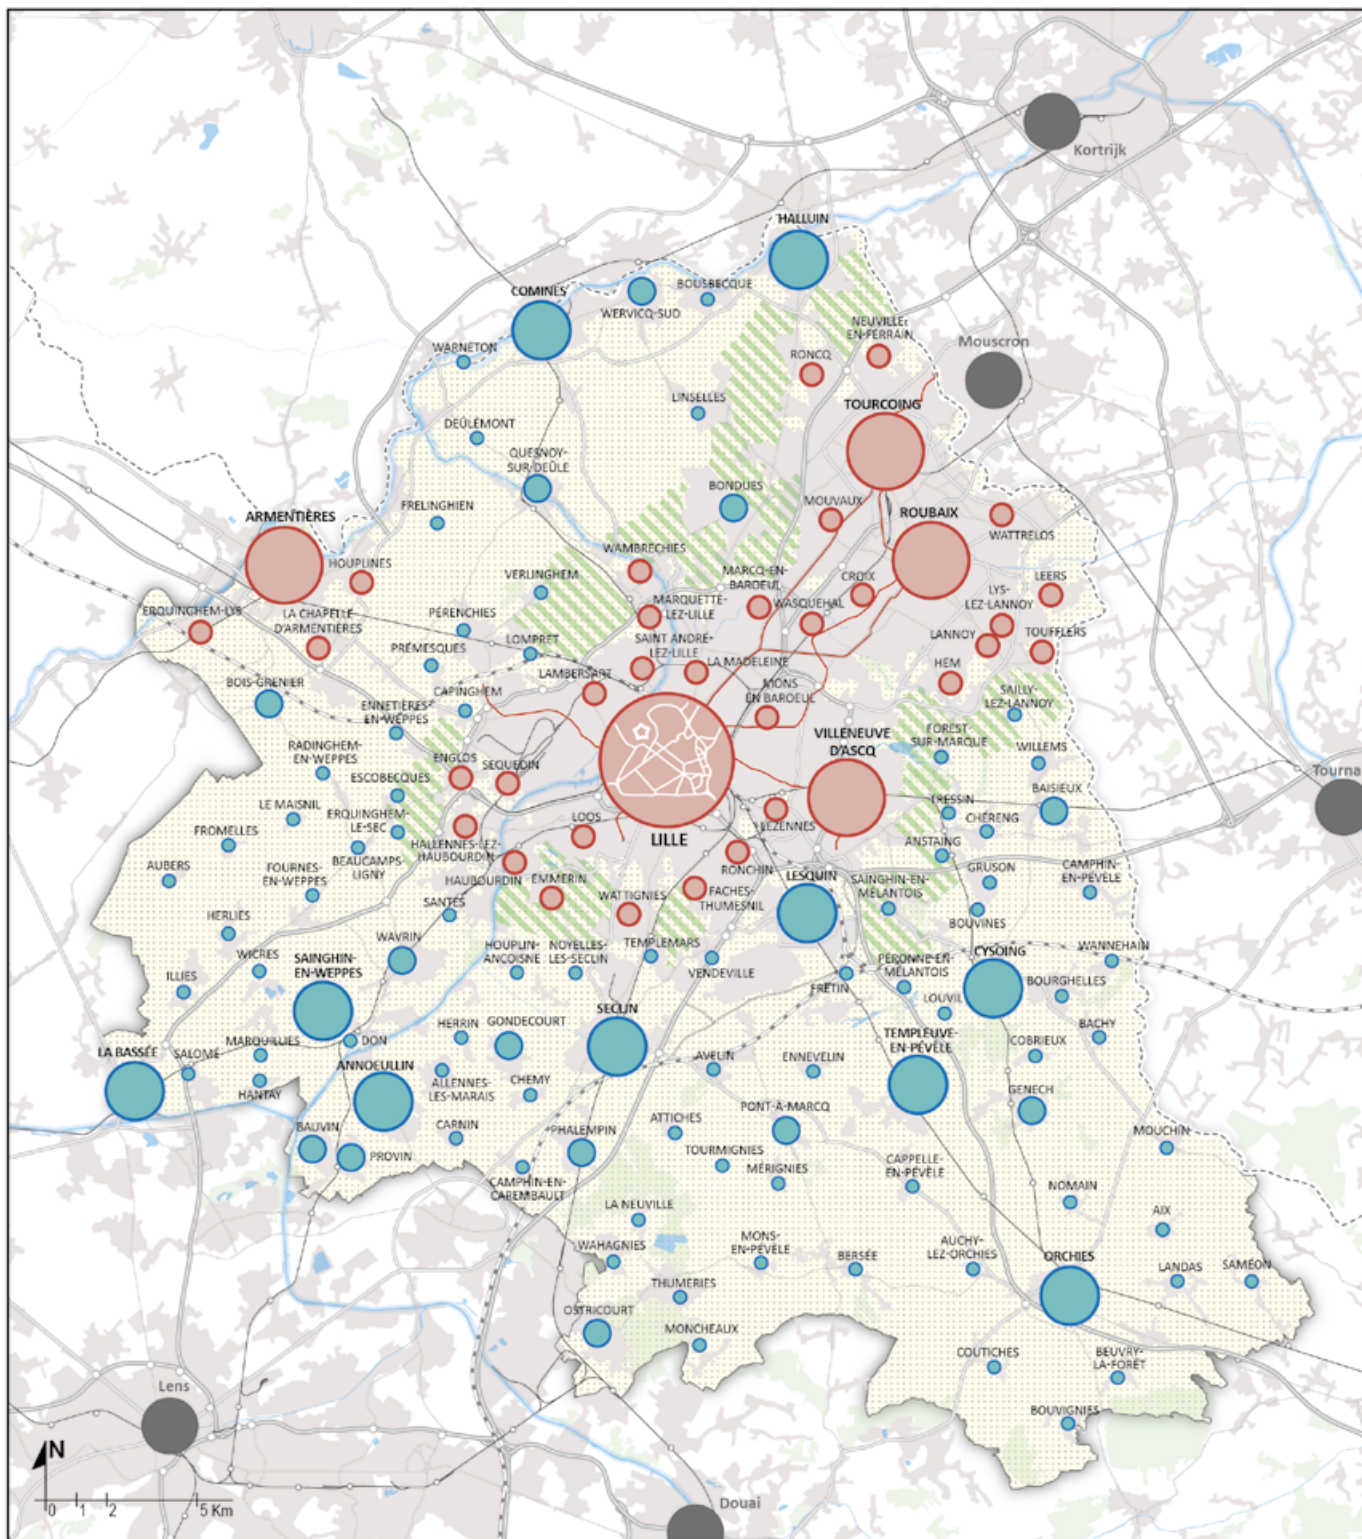 Kortrijk
HALLUIN
COMINES
BOUSBECQUE
WERVICQ-SUD
NEUVILLE-
EN-FERRAIN
WARNETON
RONCQ
Mouscron
LINSELLES
TOURCOING
DEÛLÉMONT
QUESNOY-
SUR-DEÛLE
BONDUES
MOUVAUX
ROUBAIX
FRELINGHIEN
ARMENTIÈRES
WATTRELOS
WAMBRECHIES
HOUPLINES
VERLINGHEM
MARCQ-EN-
BAROEUL
CROIX
LEERS
LYS-
LEZ-LANNOY
WASQUEHAL
ERQUINGHEM-LYS
LA CHAPELLE
D'ARMENTIÈRES
PÉRENCHIES
MARQUETTE-
LEZ-LILLE
LANNOY
TOUFFLERS
LOMPRET
SAINT ANDRÉ-
LEZ-LILLE
PRÉMESQUES
LA MADELEINE
HEM
LAMBERSART
MONS
EN BAROEUL
BOIS-GRENIER
CAPINGHEM
SAILLY-
LEZ-LANNOY
ENNETIÈRES-
EN-WEPPES
VILLENEUVE
D'ASCQ
FOREST
SUR-MARQUE
WILLEMS
RADINGHEM-
EN-WEPPES
ENGLOS
SEQUEDIN
ESCOBECQUES
Tournai
BAISIEUX
LE MAISNIL
ERQUINGHEM-
LE-SEC
TRESSIN
CHÉRENG
LOOS
LEZENNES
FROMELLES
LILLE
HALLENNES-LEZ-
HAUBOURDIN
ANSTAING
BEAUCAMPS
LIGNY
AUBERS
FOURNES-
EN-WEPPES
HAUBOURDIN
EMMERIN
RONCHIN
LESQUIN
GRUSON
CAMPHIN-
EN-PÉVÈLE
SAINGHIN-EN-
MÉLANTOIS
WATTIGNIES
FACHES-
THUMESNIL
SANTES
BOUVINES
HERLIES
WAVRIN
HOUPLIN-
ANCOISNE
NOYELLES-
LES-SECLIN
TEMPLEMARS
VENDEVILLE
WANNEHAIN
WICRES
SAINGHIN-
EN-WEPPES
PÉRONNE-EN-
MÉLANTOIS
CYSOING
ILLIES
FRETIN
BOURGHELLES
LOUVIL
SECLIN
HERRIN
GONDECOURT
BACHY
TEMPLEUVE-
EN-PÉVÈLE
MARQUILLIES
DON
COBRIEUX
LA BASSÉE
SALOMÉ
AVELIN
ENNEVELIN
ANNOEULLIN
ALLENNES-
LES-MARAIS
CHEMY
HANTAY
GENECH
PONT-À-MARCQ
ATTICHES
BAUVIN
CARNIN
PHALEMPIN
MOUCHIN
PROVIN
TOURMIGNIES
MÉRIGNIES
CAPPELLE-
EN-PÉVÈLE
CAMPHIN-EN-
CAREMBAULT
NOMAIN
LA NEUVILLE
AIX
MONS-
EN-PÉVÈLE
AUCHY-
LEZ-ORCHIES
WAHAGNIES
BERSÉE
ORCHIES
LANDAS
SAMÉON
THUMERIES
OSTRICOURT
MONCHEAUX
COUTICHES
BEUVRY-
LA-FORÊT
Lens
BOUVIGNIES
N
0 1 2 5 Km
Douai